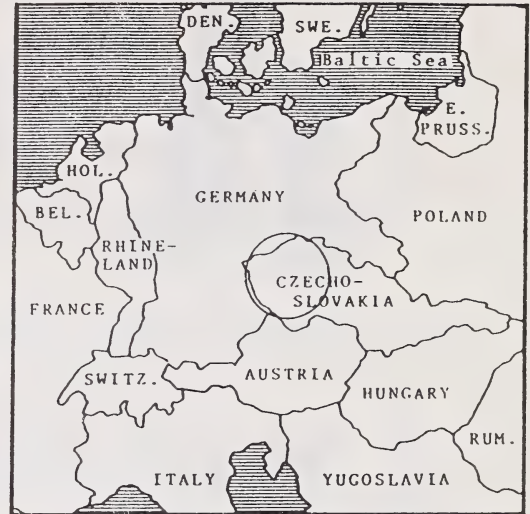 DEN.
SWE.
Baltic Sea
E.
PRUSS.
HOL.
GERMANY
BEL.
POLAND
RHINE-
LAND
CZECHO-
SLOVAKIA
FRANCE
SWITZ.
AUSTRIA
HUNGARY
RUM.
ITALY
YUGOSLAVIA